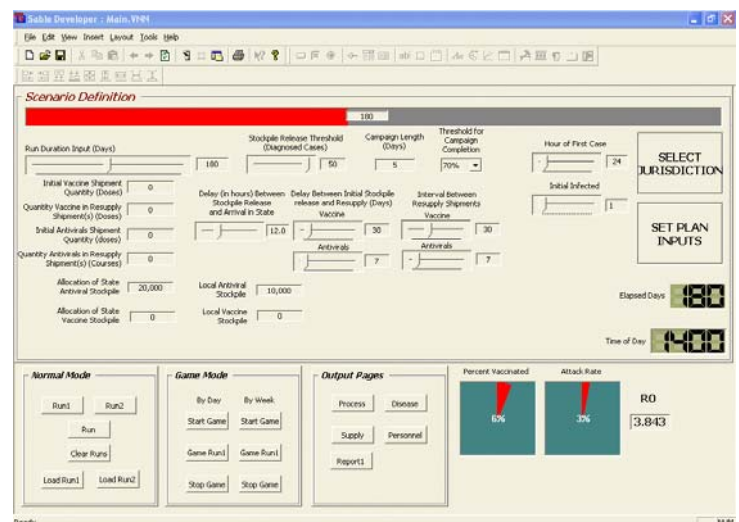 Sable Developer : Main.VNM
File Edit View Insert Layout Tools Help
Scenario Definition
180
Run Duration Input (Days)
180
Stockpile Release Threshold
(Diagnosed Cases)
50
Campaign Length
(Days)
5
Threshold for
Campaign
Completion
70%
Hour of First Case
24
SELECT
JURISDICTION
Initial Vaccine Shipment
Quantity (Doses)
0
Quantity Vaccine in Resupply
Shipment(s) (Doses)
0
Initial Antivirals Shipment
Quantity (doses)
0
Quantity Antivirals in Resupply
Shipment(s) (Courses)
0
Delay (in hours) Between
Stockpile Release
and Arrival in State
12.0
Delay Between Initial Stockpile
release and Resupply (Days)
Vaccine
30
Antivirals
7
Interval Between
Resupply Shipments
Vaccine
30
Antivirals
7
Initial Infected
1
SET PLAN
INPUTS
Allocation of State
Antiviral Stockpile
20,000
Local Antiviral
Stockpile
10,000
Allocation of State
Vaccine Stockpile
0
Local Vaccine
Stockpile
0
Elapsed Days
180
Time of Day
1400
Normal Mode
Run1 Run2
Run
Clear Runs
Load Run1 Load Run2
Game Mode
By Day By Week
Start Game Start Game
Game Run1 Game Run1
Stop Game Stop Game
Output Pages
Process Disease
Supply Personnel
Report1
Percent Vaccinated
6%
Attack Rate
3%
R0
3.843
Ready
NUM